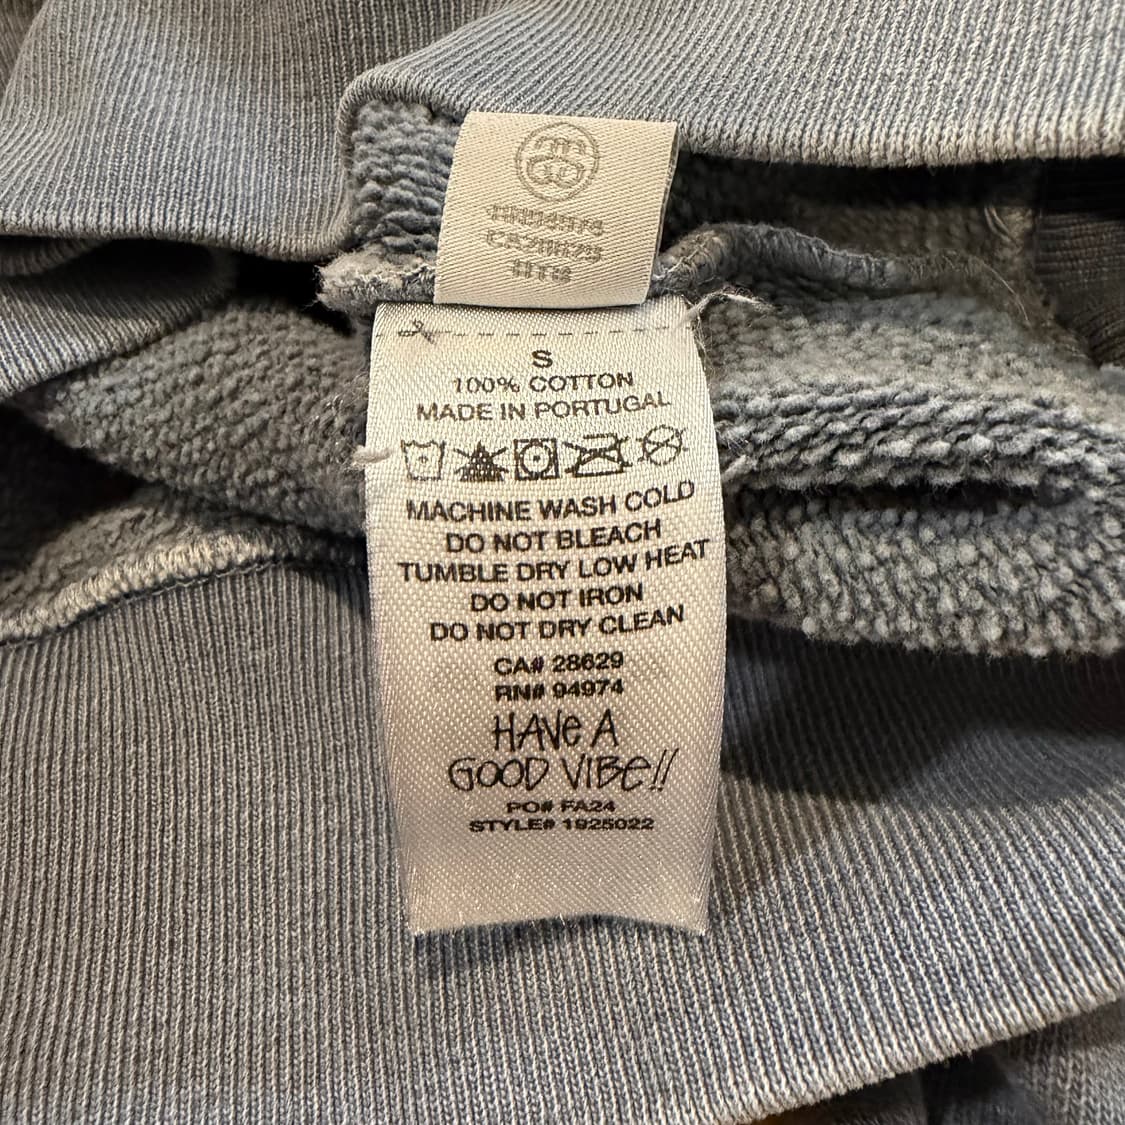 S
100% COTTON
MADE IN PORTUGAL
MACHINE WASH COLD
DO NOT BLEACH
TUMBLE DRY LOW HEAT
DO NOT IRON
DO NOT DRY CLEAN
CA# 28629
RN# 94974
HAVE A
GOOD VIBE!!
PO# FA24
STYLE# 1925022